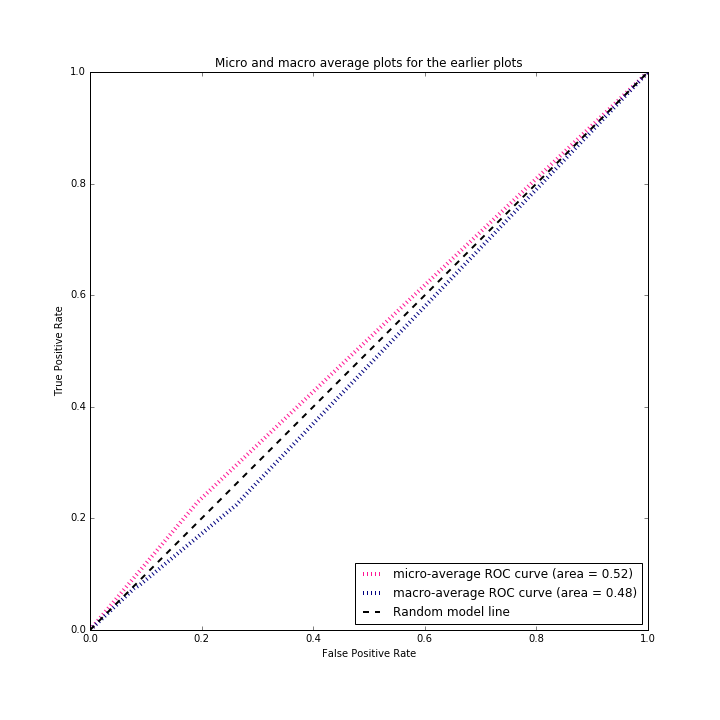 Micro and macro average plots for the earlier plots
1.0
0.8
0.6
0.4
0.2
0.0
True Positive Rate
0.0 0.2 0.4 0.6 0.8 1.0
False Positive Rate
micro-average ROC curve (area = 0.52)
macro-average ROC curve (area = 0.48)
Random model line